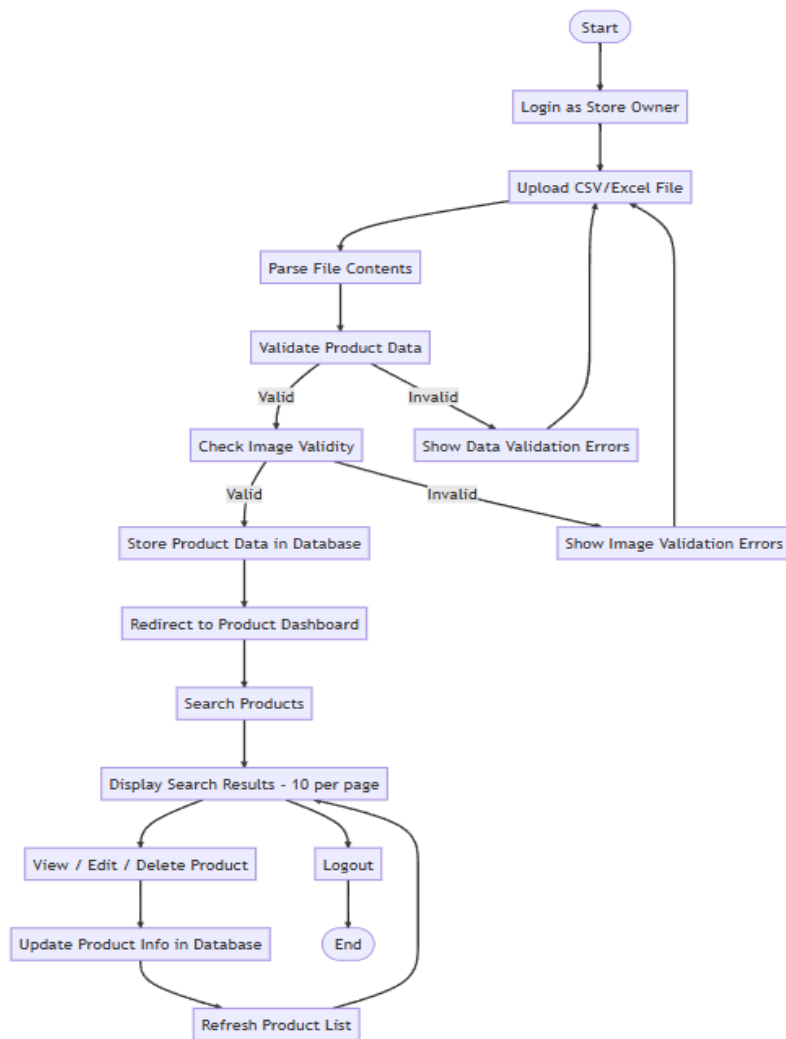 Start
Login as Store Owner
Upload CSV/Excel File
Parse File Contents
Validate Product Data
Valid
Invalid
Check Image Validity
Show Data Validation Errors
Valid
Invalid
Store Product Data in Database
Show Image Validation Errors
Redirect to Product Dashboard
Search Products
Display Search Results - 10 per page
View / Edit / Delete Product
Logout
Update Product Info in Database
End
Refresh Product List